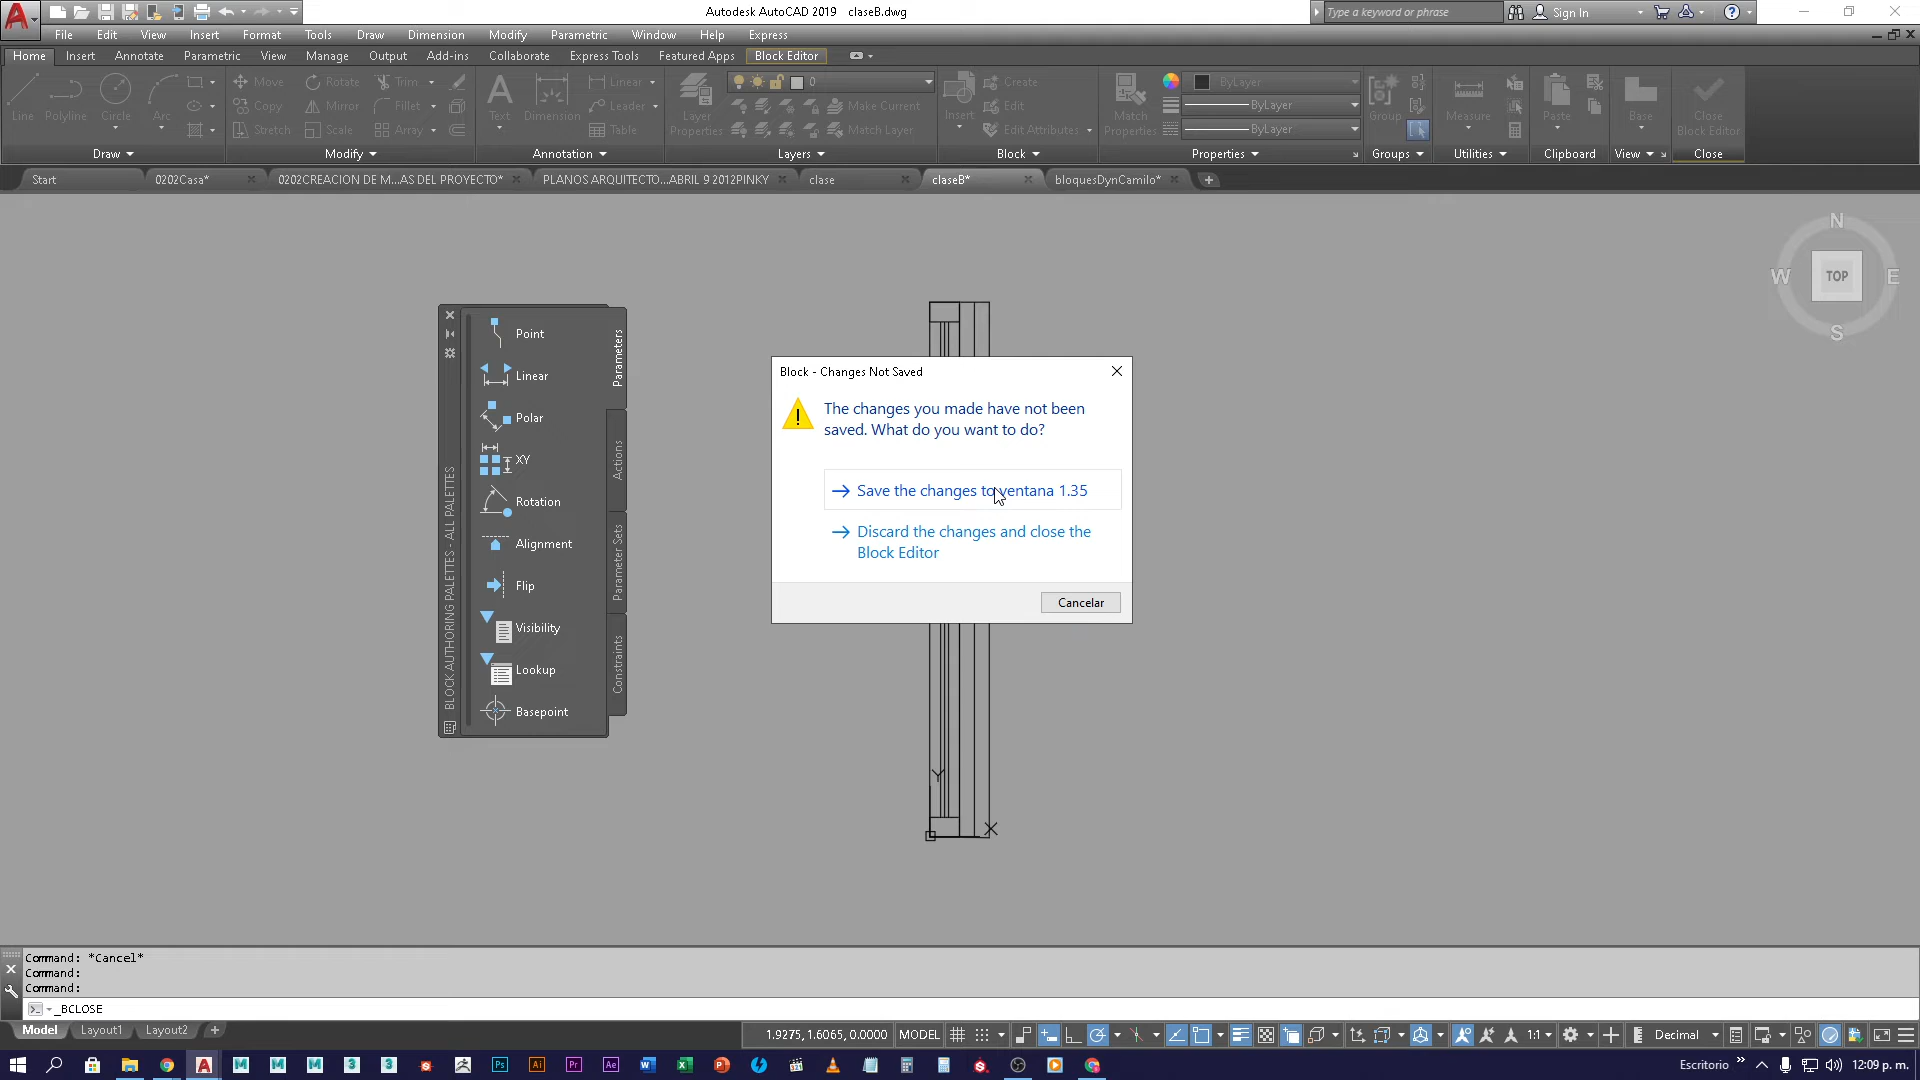 Autodesk AutoCAD 2019 claseB.dwg
Type a keyword or phrase
Sign In
File Edit View Insert Format Tools Draw Dimension Modify Parametric Window Help Express
Home Insert Annotate Parametric View Manage Output Add-ins Collaborate Express Tools Featured Apps Block Editor
Line Polyline Circle Arc
Move Rotate Trim
Copy Mirror Fillet
Stretch Scale Array
Text Dimension
Linear
Leader
Table
Layer Properties
0
Make Current
Match Layer
Insert
Create
Edit
Edit Attributes
Match Properties
ByLayer
ByLayer
ByLayer
Group
Measure
Paste
Base
Close Block Editor
Draw Modify Annotation Layers Block Properties Groups Utilities Clipboard View Close
Start 0202Casa* 0202CREACION DE M...AS DEL PROYECTO* PLANOS ARQUITECTO...ABRIL 9 2012PINKY clase claseB* bloquesDynCamilo*
N
W TOP E
S
BLOCK AUTHORING PALETTES - ALL PALETTES
Point
Linear
Polar
XY
Rotation
Alignment
Flip
Visibility
Lookup
Basepoint
Parameters
Actions
Parameter Sets
Constraints
Block - Changes Not Saved
The changes you made have not been
saved. What do you want to do?
Save the changes to ventana 1.35
Discard the changes and close the
Block Editor
Cancelar
Y
X
Command: *Cancel*
Command:
Command:
_BCLOSE
Model Layout1 Layout2
1.9275, 1.6065, 0.0000 MODEL 1:1 Decimal
Escritorio 12:09 p. m.